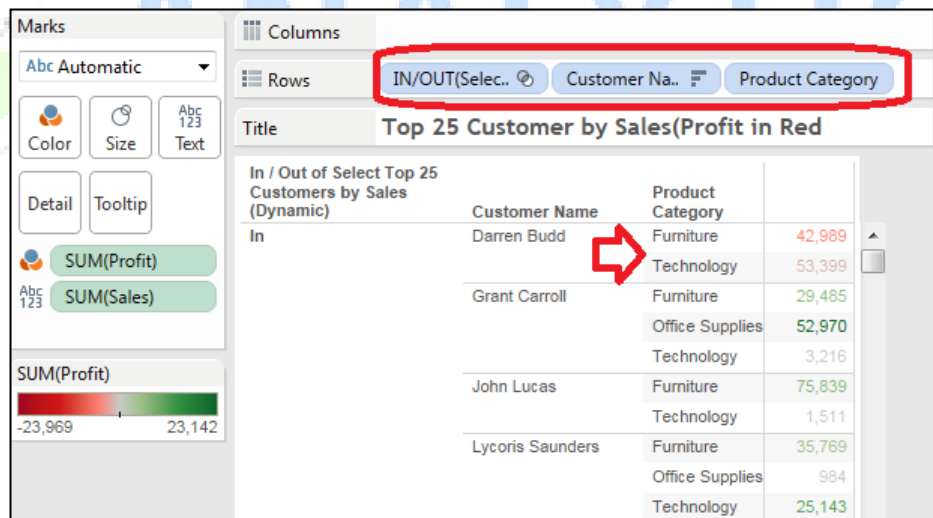 Marks
Columns
Abc Automatic
Rows
IN/OUT(Selec.. Customer Na.. Product Category
Color Size Abc 123 Text
Title
Top 25 Customer by Sales(Profit in Red
Detail Tooltip
SUM(Profit)
Abc 123 SUM(Sales)
SUM(Profit)
-23,969 23,142
In / Out of Select Top 25
Customers by Sales
(Dynamic) Customer Name Product
Category
In Darren Budd Furniture 42,989
Technology 53,399
Grant Carroll Furniture 29,485
Office Supplies 52,970
Technology 3,216
John Lucas Furniture 75,839
Technology 1,511
Lycoris Saunders Furniture 35,769
Office Supplies 984
Technology 25,143